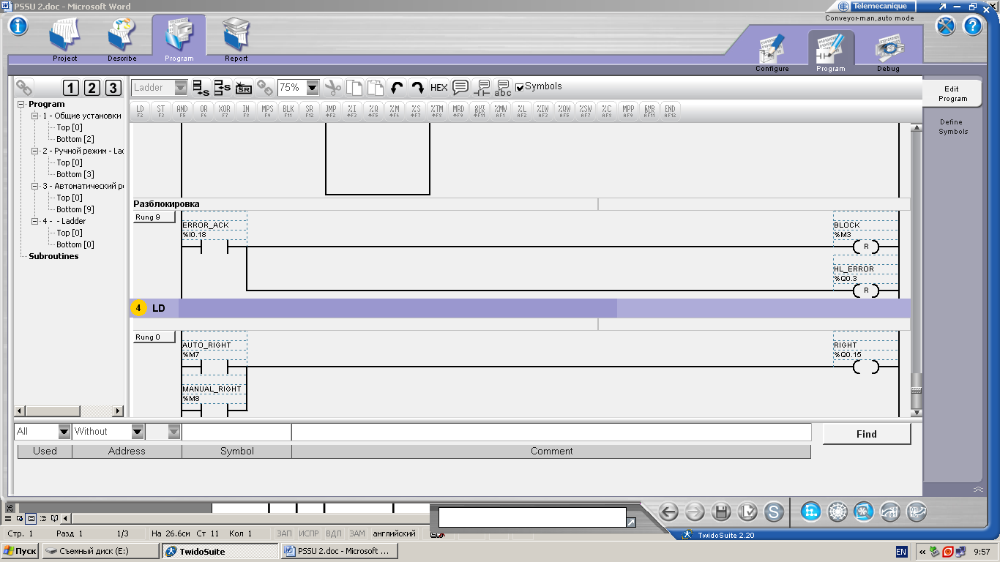 PSSU 2.doc - Microsoft Word
Telemecanique
Conveyor-man,auto mode
Project
Describe
Program
Report
Configure
Program
Debug
1 2 3
Ladder
75%
HEX
abc
Symbols
Edit
Program
Define
Symbols
LD F2
ST F3
AND F5
OR F6
XOR F7
IN F8
MPS F9
BLK F11
SR F12
JMP +F2
%I +F3
%Q +F5
%M +F6
%S +F7
%TM +F8
MRD +F9
OUT BLK +F11
%MW AF1
%L AF2
%IW AF3
%QW AF5
%SW AF7
%C AF8
MPP AF9
END BLK AF11
END AF12
Program
1 - Общие установки
Top [0]
Bottom [2]
2 - Ручной режим - Lad
Top [0]
Bottom [3]
3 - Автоматический ре
Top [0]
Bottom [9]
4 - - Ladder
Top [0]
Bottom [0]
Subroutines
Разблокировка
Rung 9
ERROR_ACK
%I0.18
BLOCK
%M3
R
HL_ERROR
%Q0.3
R
4 LD
Rung 0
AUTO_RIGHT
%M7
RIGHT
%Q0.15
MANUAL_RIGHT
%M8
All
Without
Find
Used Address Symbol Comment
26
Стр. 1 Разд 1 1/3 На 26.6см Ст 11 Кол 1 ЗАП ИСПР ВДЛ ЗАМ английский
TwidoSuite 2.20
Пуск
Съемный диск (E:)
TwidoSuite
PSSU 2.doc - Microsoft ...
EN
9:57